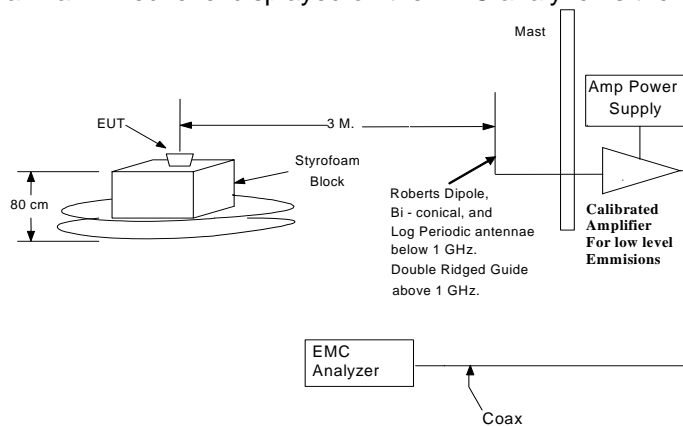 Mast
Amp Power
Supply
EUT
3 M.
Styrofoam
Block
80 cm
Roberts Dipole,
Bi - conical, and
Log Periodic antennae
below 1 GHz.
Double Ridged Guide
above 1 GHz.
Calibrated
Amplifier
For low level
Emmisions
EMC
Analyzer
Coax